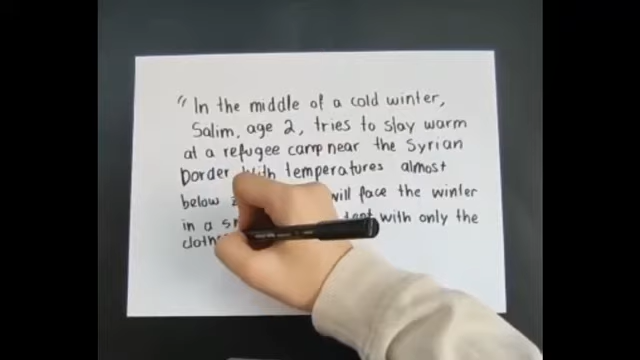 "In the middle of a cold winter,
Salim, age 2, tries to stay warm
at a refugee camp near the Syrian
border with temperatures almost
below will face the winter
in a tent with only the